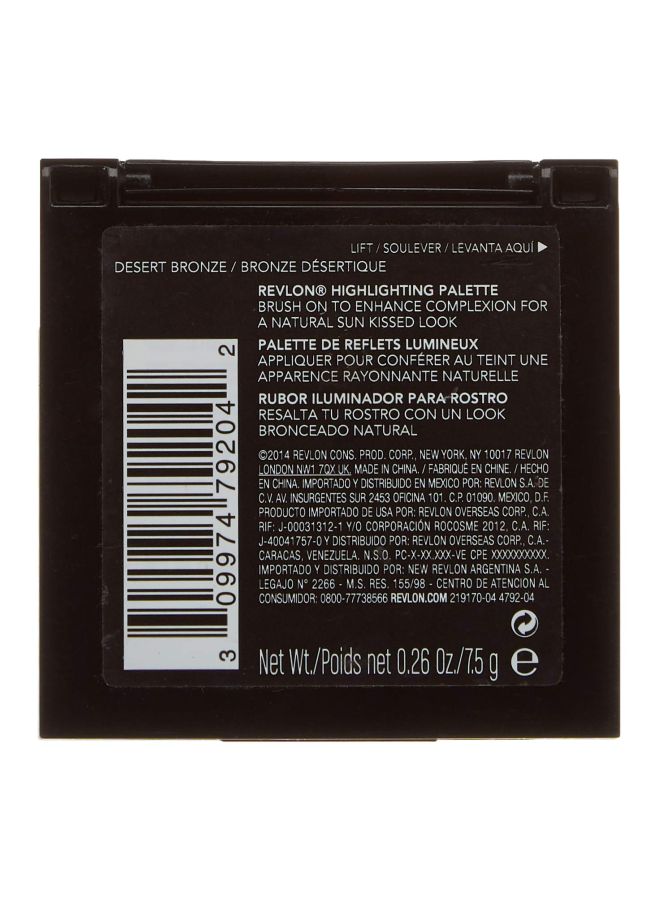 LIFT / SOULEVER / LEVANTA AQUÍ ▶
DESERT BRONZE / BRONZE DÉSERTIQUE
REVLON® HIGHLIGHTING PALETTE
BRUSH ON TO ENHANCE COMPLEXION FOR
A NATURAL SUN KISSED LOOK
PALETTE DE REFLETS LUMINEUX
APPLIQUER POUR CONFÉRER AU TEINT UNE
APPARENCE RAYONNANTE NATURELLE
RUBOR ILUMINADOR PARA ROSTRO
RESALTA TU ROSTRO CON UN LOOK
BRONCEADO NATURAL
©2014 REVLON CONS. PROD. CORP., NEW YORK, NY 10017 REVLON
LONDON NW1 7QX UK, MADE IN CHINA. / FABRIQUÉ EN CHINE. / HECHO
EN CHINA. IMPORTADO Y DISTRIBUIDO EN MEXICO POR: REVLON S.A. DE
C.V. AV. INSURGENTES SUR 2453 OFICINA 101. C.P. 01090. MEXICO, D.F.
PRODUCTO IMPORTADO DE USA POR: REVLON OVERSEAS CORP., C.A.
RIF: J-00031312-1 Y/O CORPORACIÓN ROCOSME 2012, C.A. RIF:
J-40041757-0 Y DISTRIBUIDO POR: REVLON OVERSEAS CORP., C.A.-
CARACAS, VENEZUELA. N.S.O. PC-X-XX.XXX-VE CPE XXXXXXXXXX.
IMPORTADO Y DISTRIBUIDO POR: NEW REVLON ARGENTINA S.A. -
LEGAJO N° 2266 - M.S. RES. 155/98 - CENTRO DE ATENCION AL
CONSUMIDOR: 0800-77738566 REVLON.COM 219170-04 4792-04
Net Wt./Poids net 0.26 Oz./7.5 g ℮
3 09974 79204 2